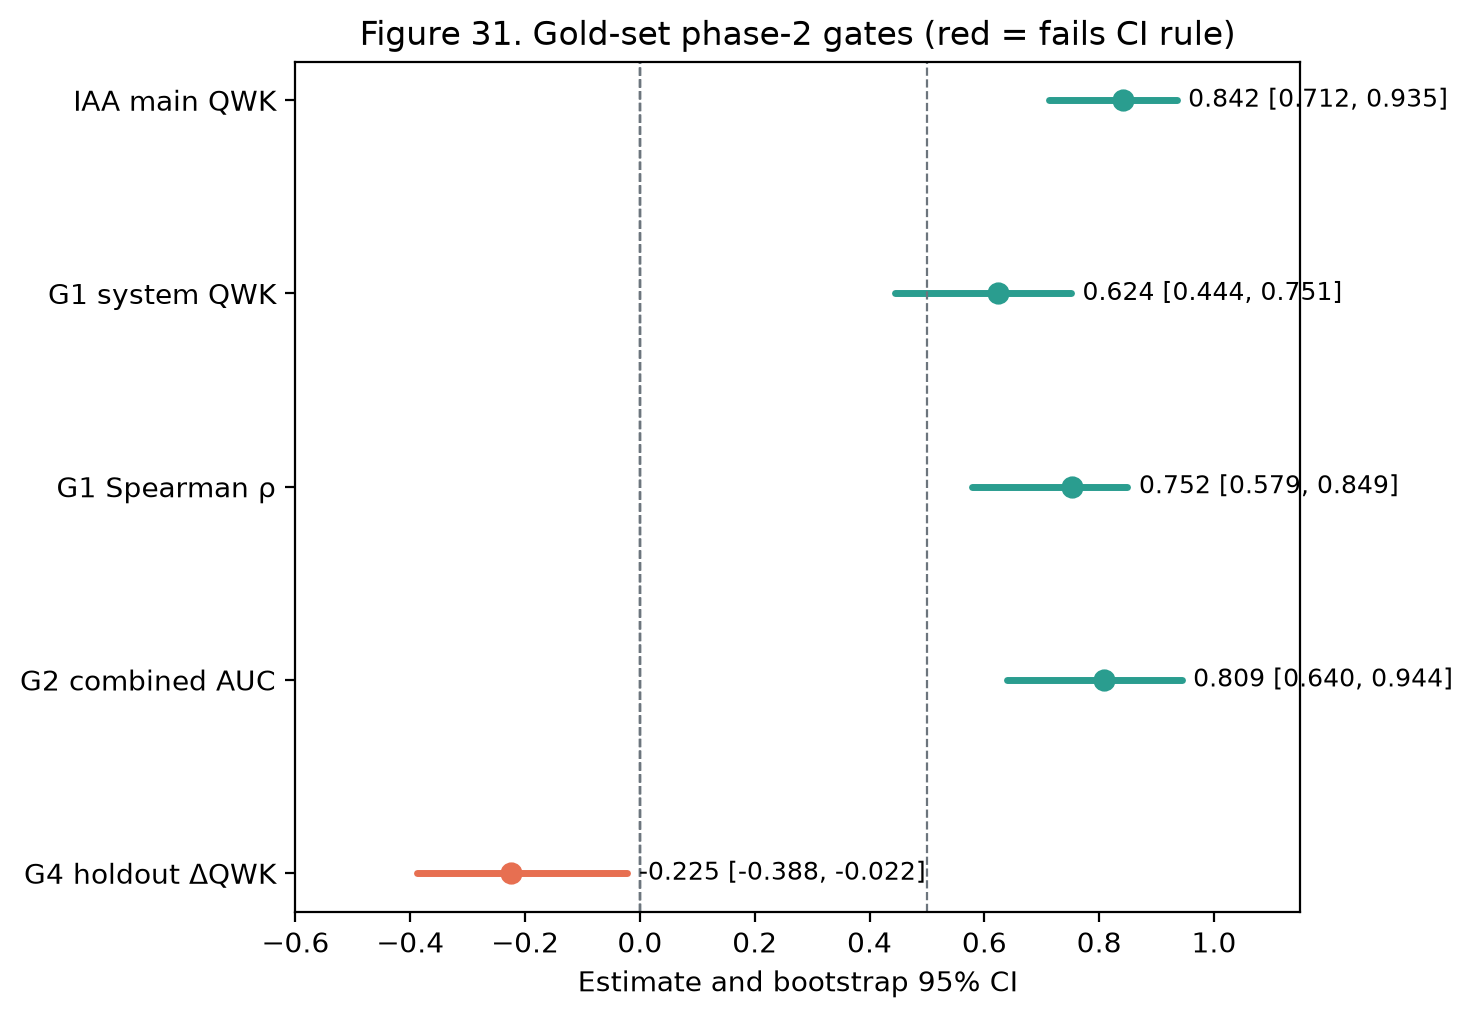 Figure 31. Gold-set phase-2 gates (red = fails CI rule)
IAA main QWK
0.842 [0.712, 0.935]
G1 system QWK
0.624 [0.444, 0.751]
G1 Spearman ρ
0.752 [0.579, 0.849]
G2 combined AUC
0.809 [0.640, 0.944]
G4 holdout ΔQWK
-0.225 [-0.388, -0.022]
−0.6 −0.4 −0.2 0.0 0.2 0.4 0.6 0.8 1.0
Estimate and bootstrap 95% CI